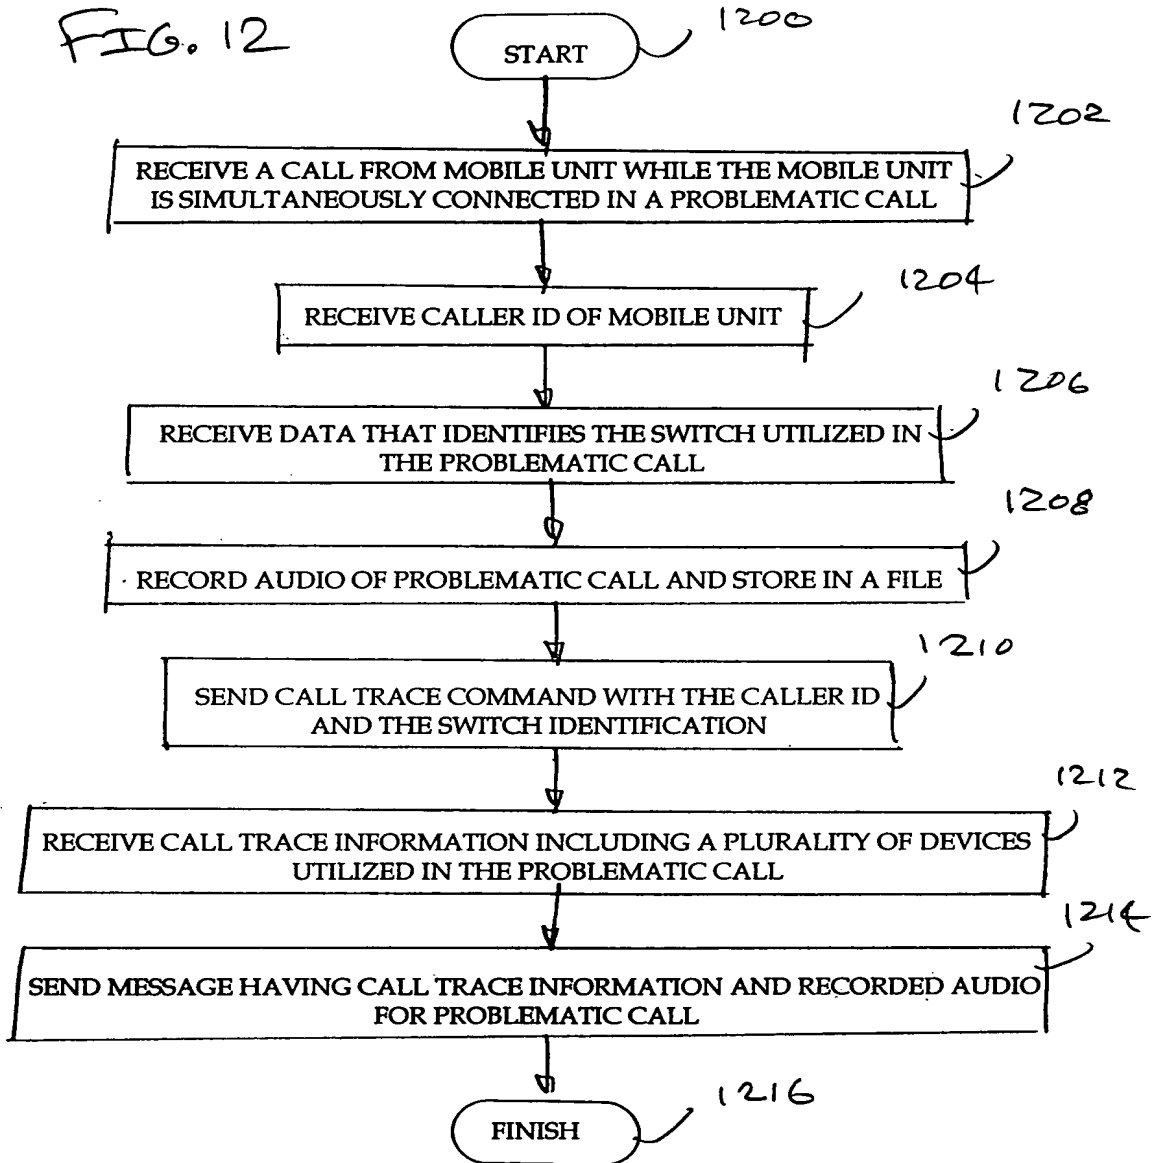 FIG. 12
START
1200
1202
RECEIVE A CALL FROM MOBILE UNIT WHILE THE MOBILE UNIT
IS SIMULTANEOUSLY CONNECTED IN A PROBLEMATIC CALL
1204
RECEIVE CALLER ID OF MOBILE UNIT
1206
RECEIVE DATA THAT IDENTIFIES THE SWITCH UTILIZED IN
THE PROBLEMATIC CALL
1208
RECORD AUDIO OF PROBLEMATIC CALL AND STORE IN A FILE
1210
SEND CALL TRACE COMMAND WITH THE CALLER ID
AND THE SWITCH IDENTIFICATION
1212
RECEIVE CALL TRACE INFORMATION INCLUDING A PLURALITY OF DEVICES
UTILIZED IN THE PROBLEMATIC CALL
1214
SEND MESSAGE HAVING CALL TRACE INFORMATION AND RECORDED AUDIO
FOR PROBLEMATIC CALL
1216
FINISH